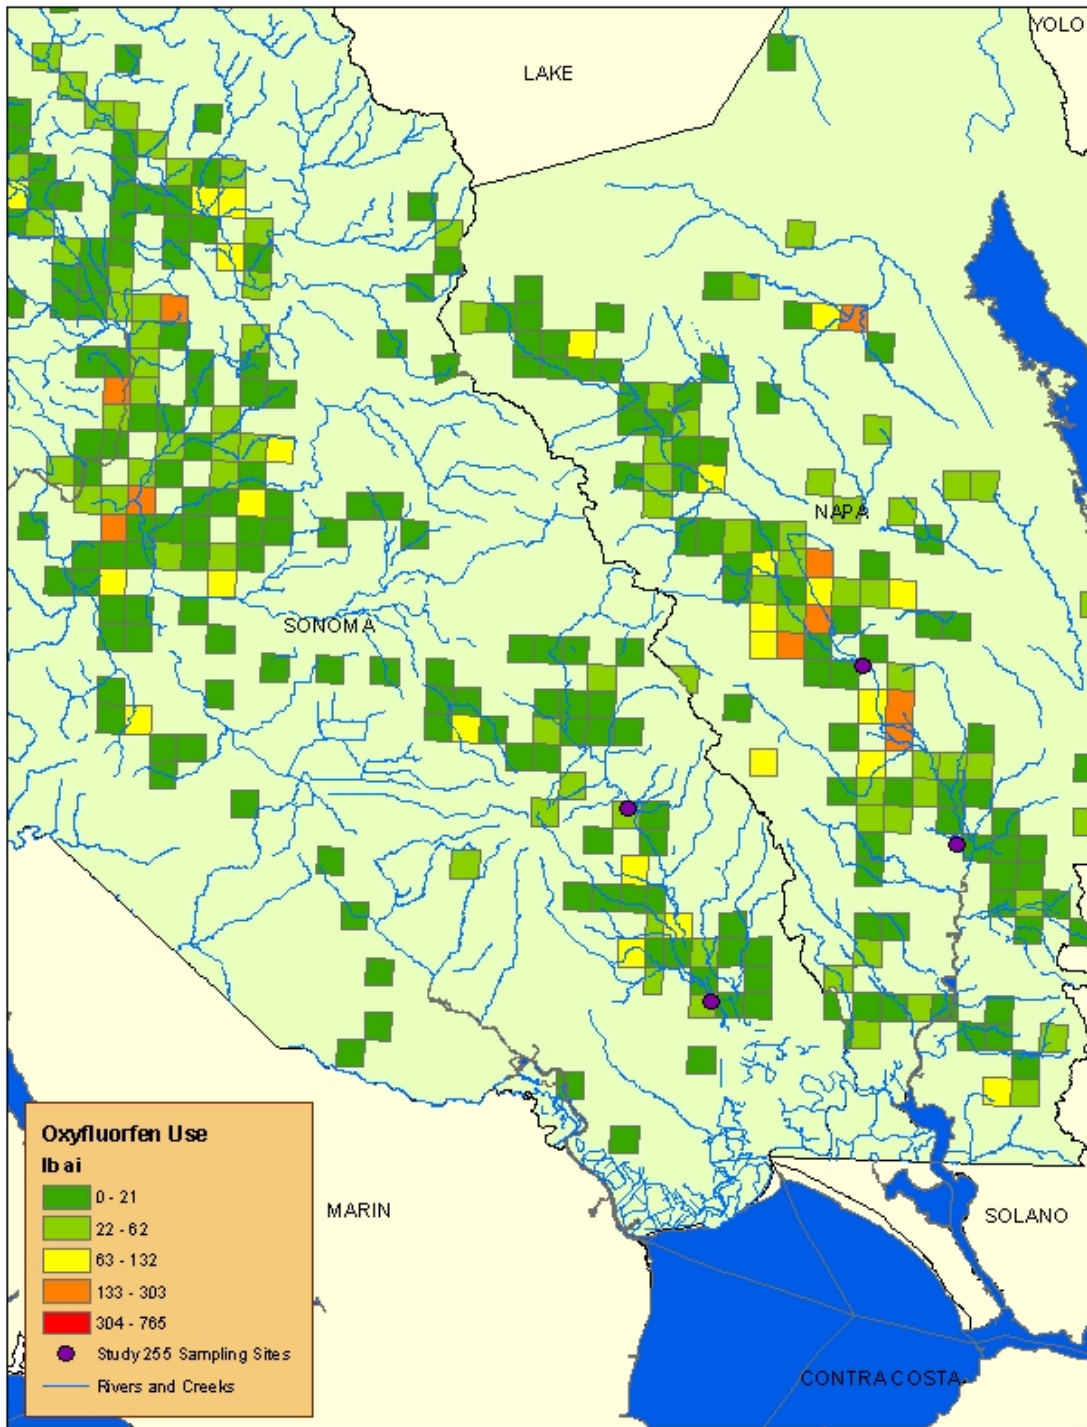 YOLO
LAKE
NAPA
SONOMA
Oxyfluorfen Use
lb ai
0 - 21
22 - 62
63 - 132
133 - 303
304 - 765
Study 255 Sampling Sites
Rivers and Creeks
MARIN
SOLANO
CONTRA COSTA